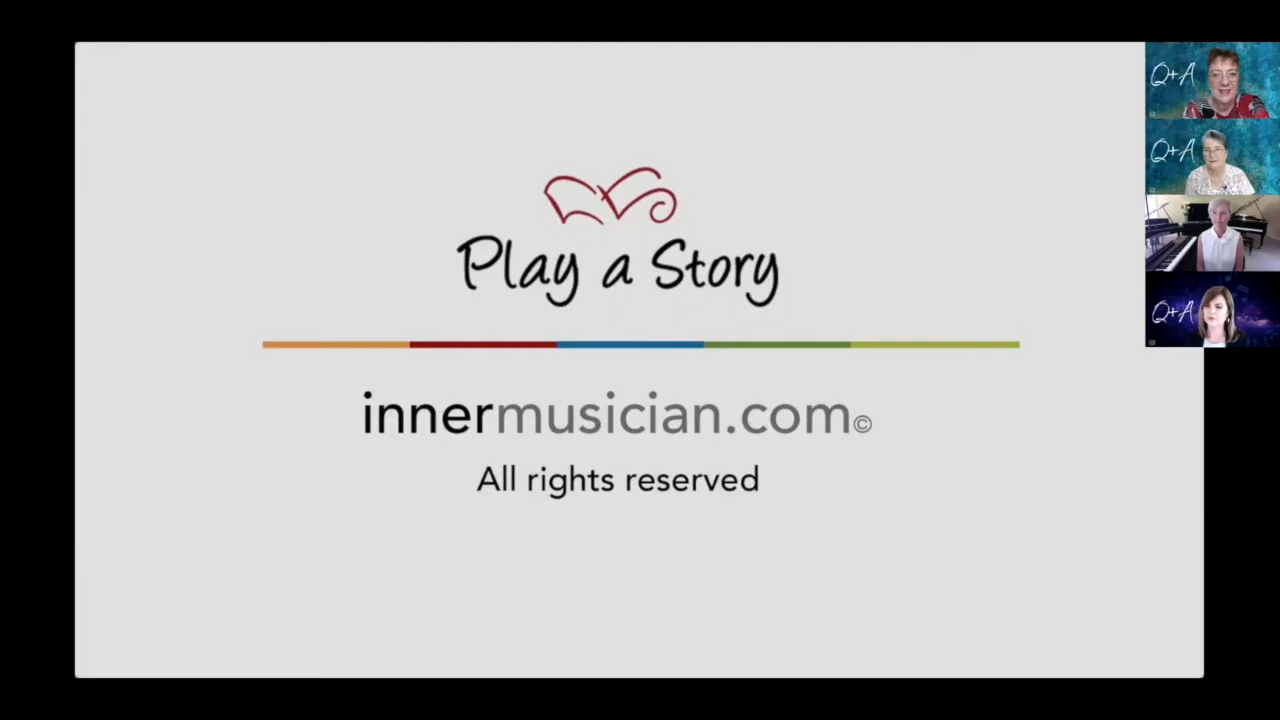 Play a Story
innermusician.com©
All rights reserved
Q+A
Q+A
Q+A